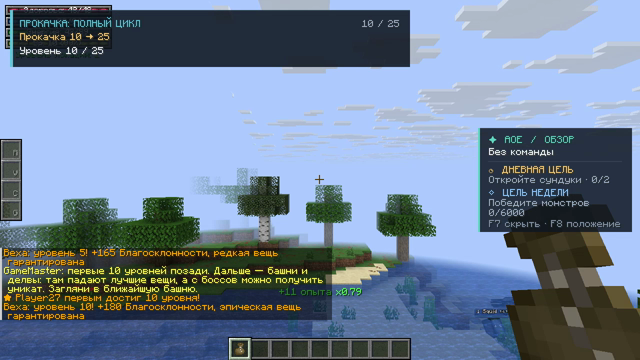 ПРОКАЧКА: ПОЛНЫЙ ЦИКЛ 10 / 25
Прокачка 10 → 25
Уровень 10 / 25
AOE / ОБЗОР
Без команды
ДНЕВНАЯ ЦЕЛЬ
Откройте сундуки · 0/2
ЦЕЛЬ НЕДЕЛИ
Победите монстров
0/6000
F7 скрыть · F8 положение
Веха: уровень 5! +165 Благосклонности, редкая вещь
гарантирована
GameMaster: первые 10 уровней позади. Дальше — башни и
делвы: там падают лучшие вещи, а с боссов можно получить
уникат. Загляни в ближайшую башню.
+11 опыта x0.79
★ Player27 первым достиг 10 уровня!
Веха: уровень 10! +180 Благосклонности, эпическая вещь
гарантирована